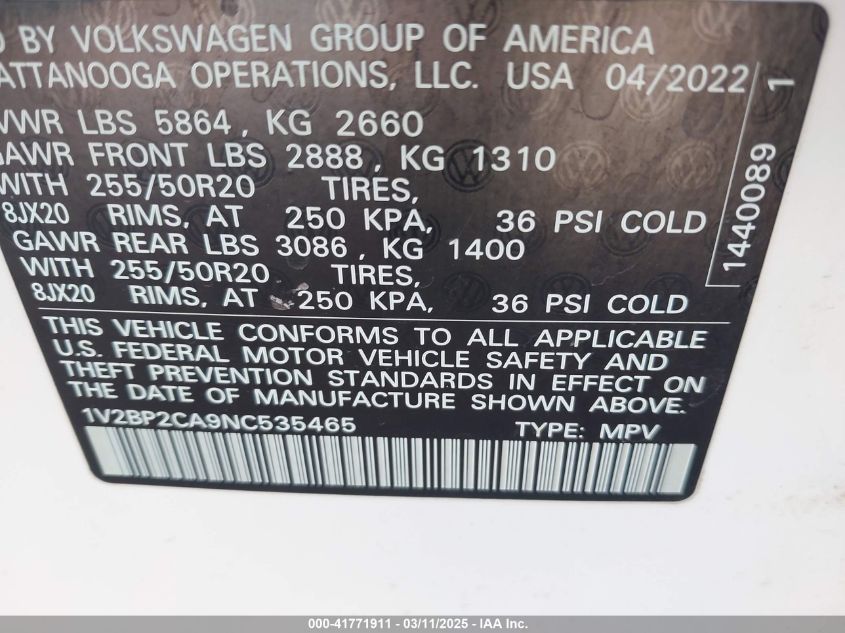 BY VOLKSWAGEN GROUP OF AMERICA
ATTANOOGA OPERATIONS, LLC. USA 04/2022
VWR LBS 5864, KG 2660
GAWR FRONT LBS 2888, KG 1310
WITH 255/50R20 TIRES,
8JX20 RIMS, AT 250 KPA, 36 PSI COLD
GAWR REAR LBS 3086, KG 1400
WITH 255/50R20 TIRES,
8JX20 RIMS, AT 250 KPA, 36 PSI COLD
1440089 1
THIS VEHICLE CONFORMS TO ALL APPLICABLE
U.S. FEDERAL MOTOR VEHICLE SAFETY AND
THEFT PREVENTION STANDARDS IN EFFECT ON
THE DATE OF MANUFACTURE SHOWN ABOVE.
1V2BP2CA9NC535465 TYPE: MPV
000-41771911 - 03/11/2025 - IAA Inc.